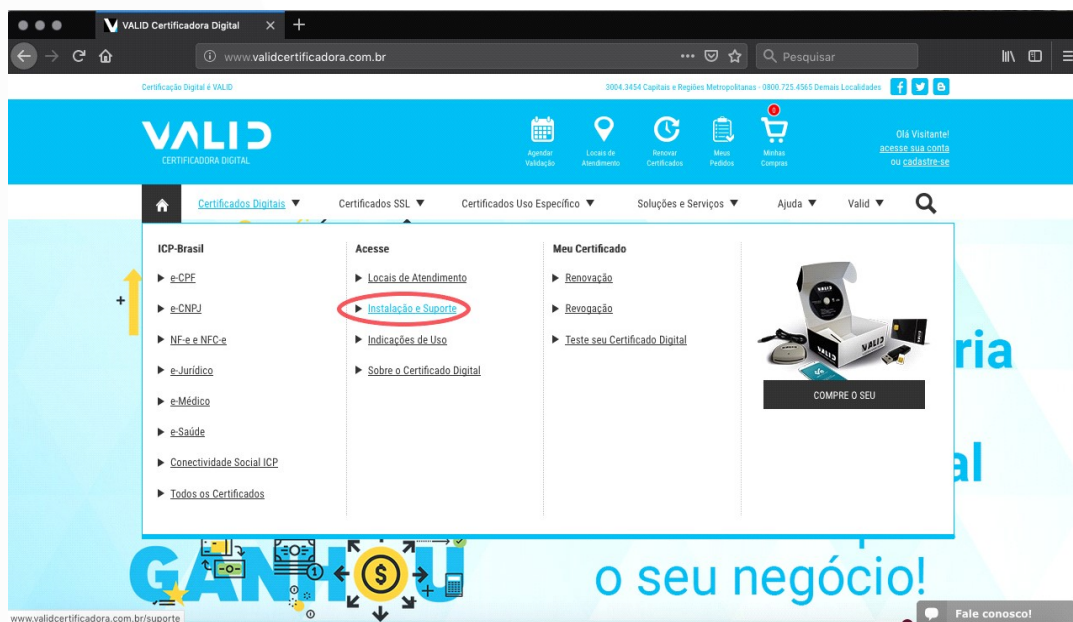 VALID Certificadora Digital
www.validcertificadora.com.br
Pesquisar
Certificação Digital é VALID
3004.3454 Capitais e Regiões Metropolitanas - 0800.725.4565 Demais Localidades
VALID
CERTIFICADORA DIGITAL
Agendar Validação
Locais de Atendimento
Renovar Certificados
Meus Pedidos
0
Minhas Compras
Olá Visitante!
acesse sua conta
ou cadastre-se
Certificados Digitais ▼
Certificados SSL ▼
Certificados Uso Específico ▼
Soluções e Serviços ▼
Ajuda ▼
Valid ▼
ICP-Brasil
e-CPF
e-CNPJ
NF-e e NFC-e
e-Jurídico
e-Médico
e-Saúde
Conectividade Social ICP
Todos os Certificados
Acesse
Locais de Atendimento
Instalação e Suporte
Indicações de Uso
Sobre o Certificado Digital
Meu Certificado
Renovação
Revogação
Teste seu Certificado Digital
VALID
COMPRE O SEU
ria
al
GANHOU
o seu negócio!
www.validcertificadora.com.br/suporte
Fale conosco!